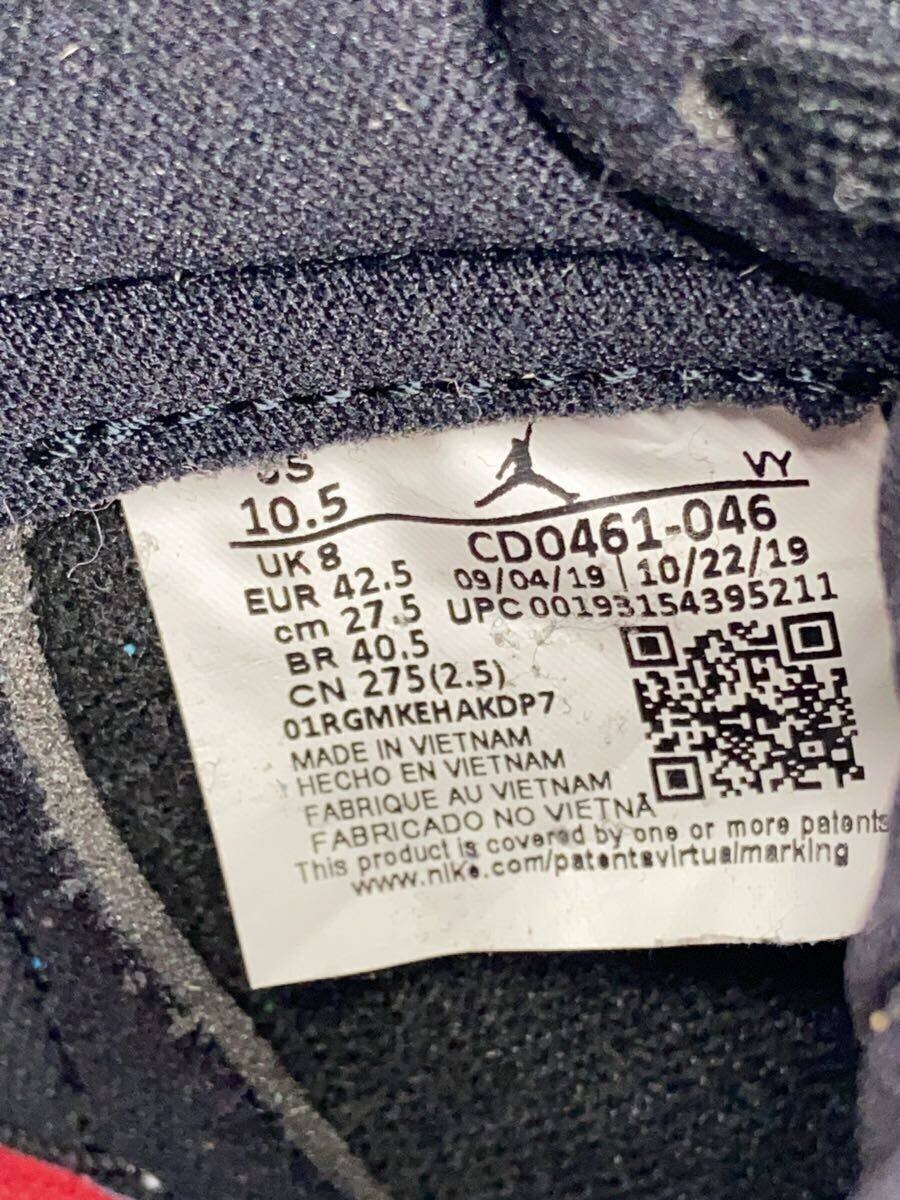 US
10.5
VY
UK 8
CD0461-046
EUR 42.5
09/04/19 | 10/22/19
cm 27.5
UPC 00193154395211
BR 40.5
CN 275(2.5)
01RGMKEHAKDP7
MADE IN VIETNAM
HECHO EN VIETNAM
FABRIQUE AU VIETNAM
FABRICADO NO VIETNÃ
This product is covered by one or more patents
www.nike.com/patentsvirtualmarking